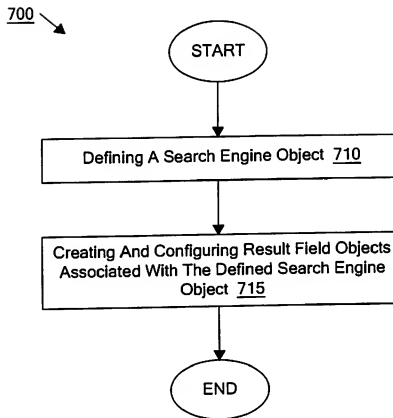 700
START
Defining A Search Engine Object 710
Creating And Configuring Result Field Objects
Associated With The Defined Search Engine
Object 715
END